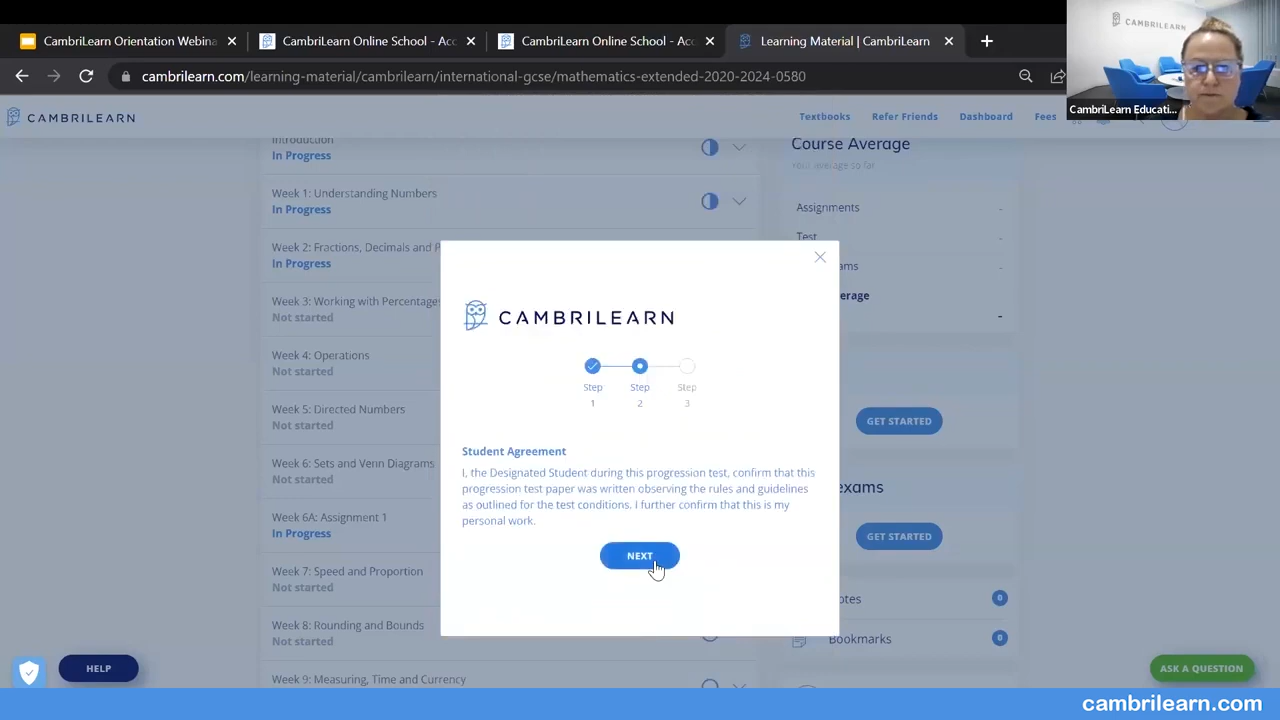 CambriLearn Orientation Webina
CambriLearn Online School - Acc
CambriLearn Online School - Acc
Learning Material | CambriLearn
CAMBRILEARN
cambrilearn.com/learning-material/cambrilearn/international-gcse/mathematics-extended-2020-2024-0580
CambriLearn Educati...
CAMBRILEARN
Textbooks
Refer Friends
Dashboard
Fees
Introduction
In Progress
Week 1: Understanding Numbers
In Progress
Week 2: Fractions, Decimals and P
In Progress
Week 3: Working with Percentages
Not started
Week 4: Operations
Not started
Week 5: Directed Numbers
Not started
Week 6: Sets and Venn Diagrams
Not started
Week 6A: Assignment 1
In Progress
Week 7: Speed and Proportion
Not started
Week 8: Rounding and Bounds
Not started
Week 9: Measuring, Time and Currency
CAMBRILEARN
Step
1
Step
2
Step
3
Student Agreement
I, the Designated Student during this progression test, confirm that this
progression test paper was written observing the rules and guidelines
as outlined for the test conditions. I further confirm that this is my
personal work.
NEXT
Course Average
Your average so far
Assignments
-
Test
-
ams
-
erage
-
GET STARTED
exams
GET STARTED
otes
0
Bookmarks
0
HELP
ASK A QUESTION
cambrilearn.com